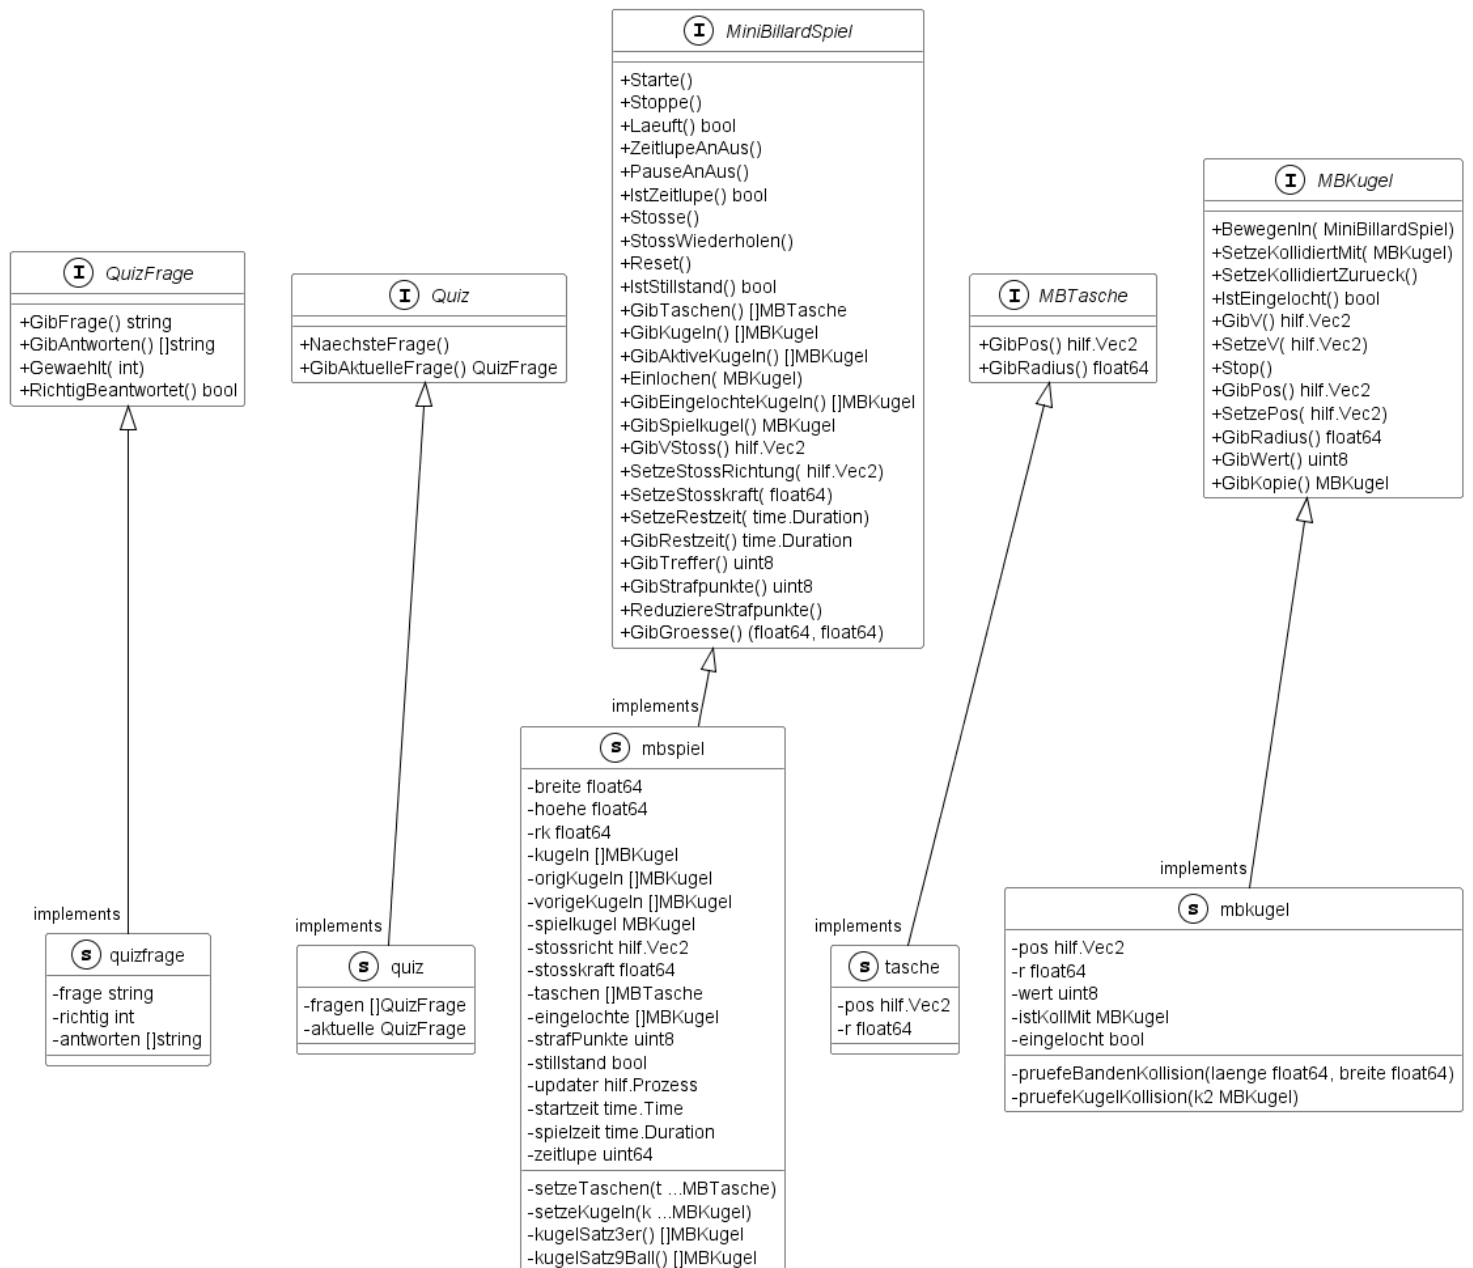 I MiniBillardSpiel
+Starte()
+Stoppe()
+Laeuft() bool
+ZeitlupeAnAus()
+PauseAnAus()
+IstZeitlupe() bool
+Stosse()
+StossWiederholen()
+Reset()
+IstStillstand() bool
+GibTaschen() []MBTasche
+GibKugeln() []MBKugel
+GibAktiveKugeln() []MBKugel
+Einlochen( MBKugel)
+GibEingelochteKugeln() []MBKugel
+GibSpielkugel() MBKugel
+GibVStoss() hilf.Vec2
+SetzeStossRichtung( hilf.Vec2)
+SetzeStosskraft( float64)
+SetzeRestzeit( time.Duration)
+GibRestzeit() time.Duration
+GibTreffer() uint8
+GibStrafpunkte() uint8
+ReduziereStrafpunkte()
+GibGroesse() (float64, float64)
I MBKugel
+BewegenIn( MiniBillardSpiel)
+SetzeKollidiertMit( MBKugel)
+SetzeKollidiertZurueck()
+IstEingelocht() bool
+GibV() hilf.Vec2
+SetzeV( hilf.Vec2)
+Stop()
+GibPos() hilf.Vec2
+SetzePos( hilf.Vec2)
+GibRadius() float64
+GibWert() uint8
+GibKopie() MBKugel
I QuizFrage
+GibFrage() string
+GibAntworten() []string
+Gewaehlt( int)
+RichtigBeantwortet() bool
I Quiz
+NaechsteFrage()
+GibAktuelleFrage() QuizFrage
I MBTasche
+GibPos() hilf.Vec2
+GibRadius() float64
implements
s mbspiel
-breite float64
-hoehe float64
-rk float64
-kugeln []MBKugel
-origKugeln []MBKugel
-vorigeKugeln []MBKugel
-spielkugel MBKugel
-stossricht hilf.Vec2
-stosskraft float64
-taschen []MBTasche
-eingelochte []MBKugel
-strafPunkte uint8
-stillstand bool
-updater hilf.Prozess
-startzeit time.Time
-spielzeit time.Duration
-zeitlupe uint64
-setzeTaschen(t ...MBTasche)
-setzeKugeln(k ...MBKugel)
-kugelSatz3er() []MBKugel
-kugelSatz9Ball() []MBKugel
implements
s mbkugel
-pos hilf.Vec2
-r float64
-wert uint8
-istKollMit MBKugel
-eingelocht bool
-pruefeBandenKollision(laenge float64, breite float64)
-pruefeKugelKollision(k2 MBKugel)
implements
s quizfrage
-frage string
-richtig int
-antworten []string
implements
s quiz
-fragen []QuizFrage
-aktuelle QuizFrage
implements
s tasche
-pos hilf.Vec2
-r float64